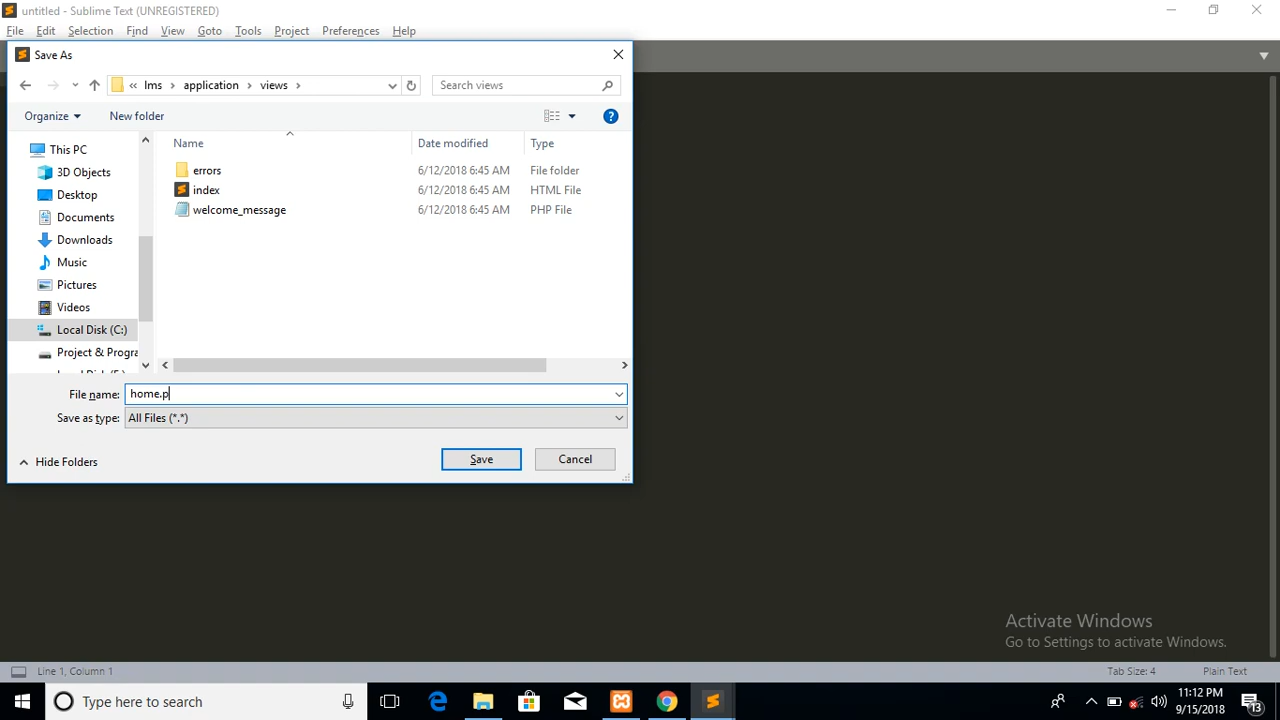 untitled - Sublime Text (UNREGISTERED)
File Edit Selection Find View Goto Tools Project Preferences Help
Save As
lms application views Search views
Organize New folder
Name Date modified Type
This PC
3D Objects
Desktop
Documents
Downloads
Music
Pictures
Videos
Local Disk (C:)
Project & Progra
errors 6/12/2018 6:45 AM File folder
index 6/12/2018 6:45 AM HTML File
welcome_message 6/12/2018 6:45 AM PHP File
File name: home.p
Save as type: All Files (*.*)
Hide Folders Save Cancel
Activate Windows
Go to Settings to activate Windows.
Line 1, Column 1 Tab Size: 4 Plain Text
Type here to search
11:12 PM
9/15/2018
13